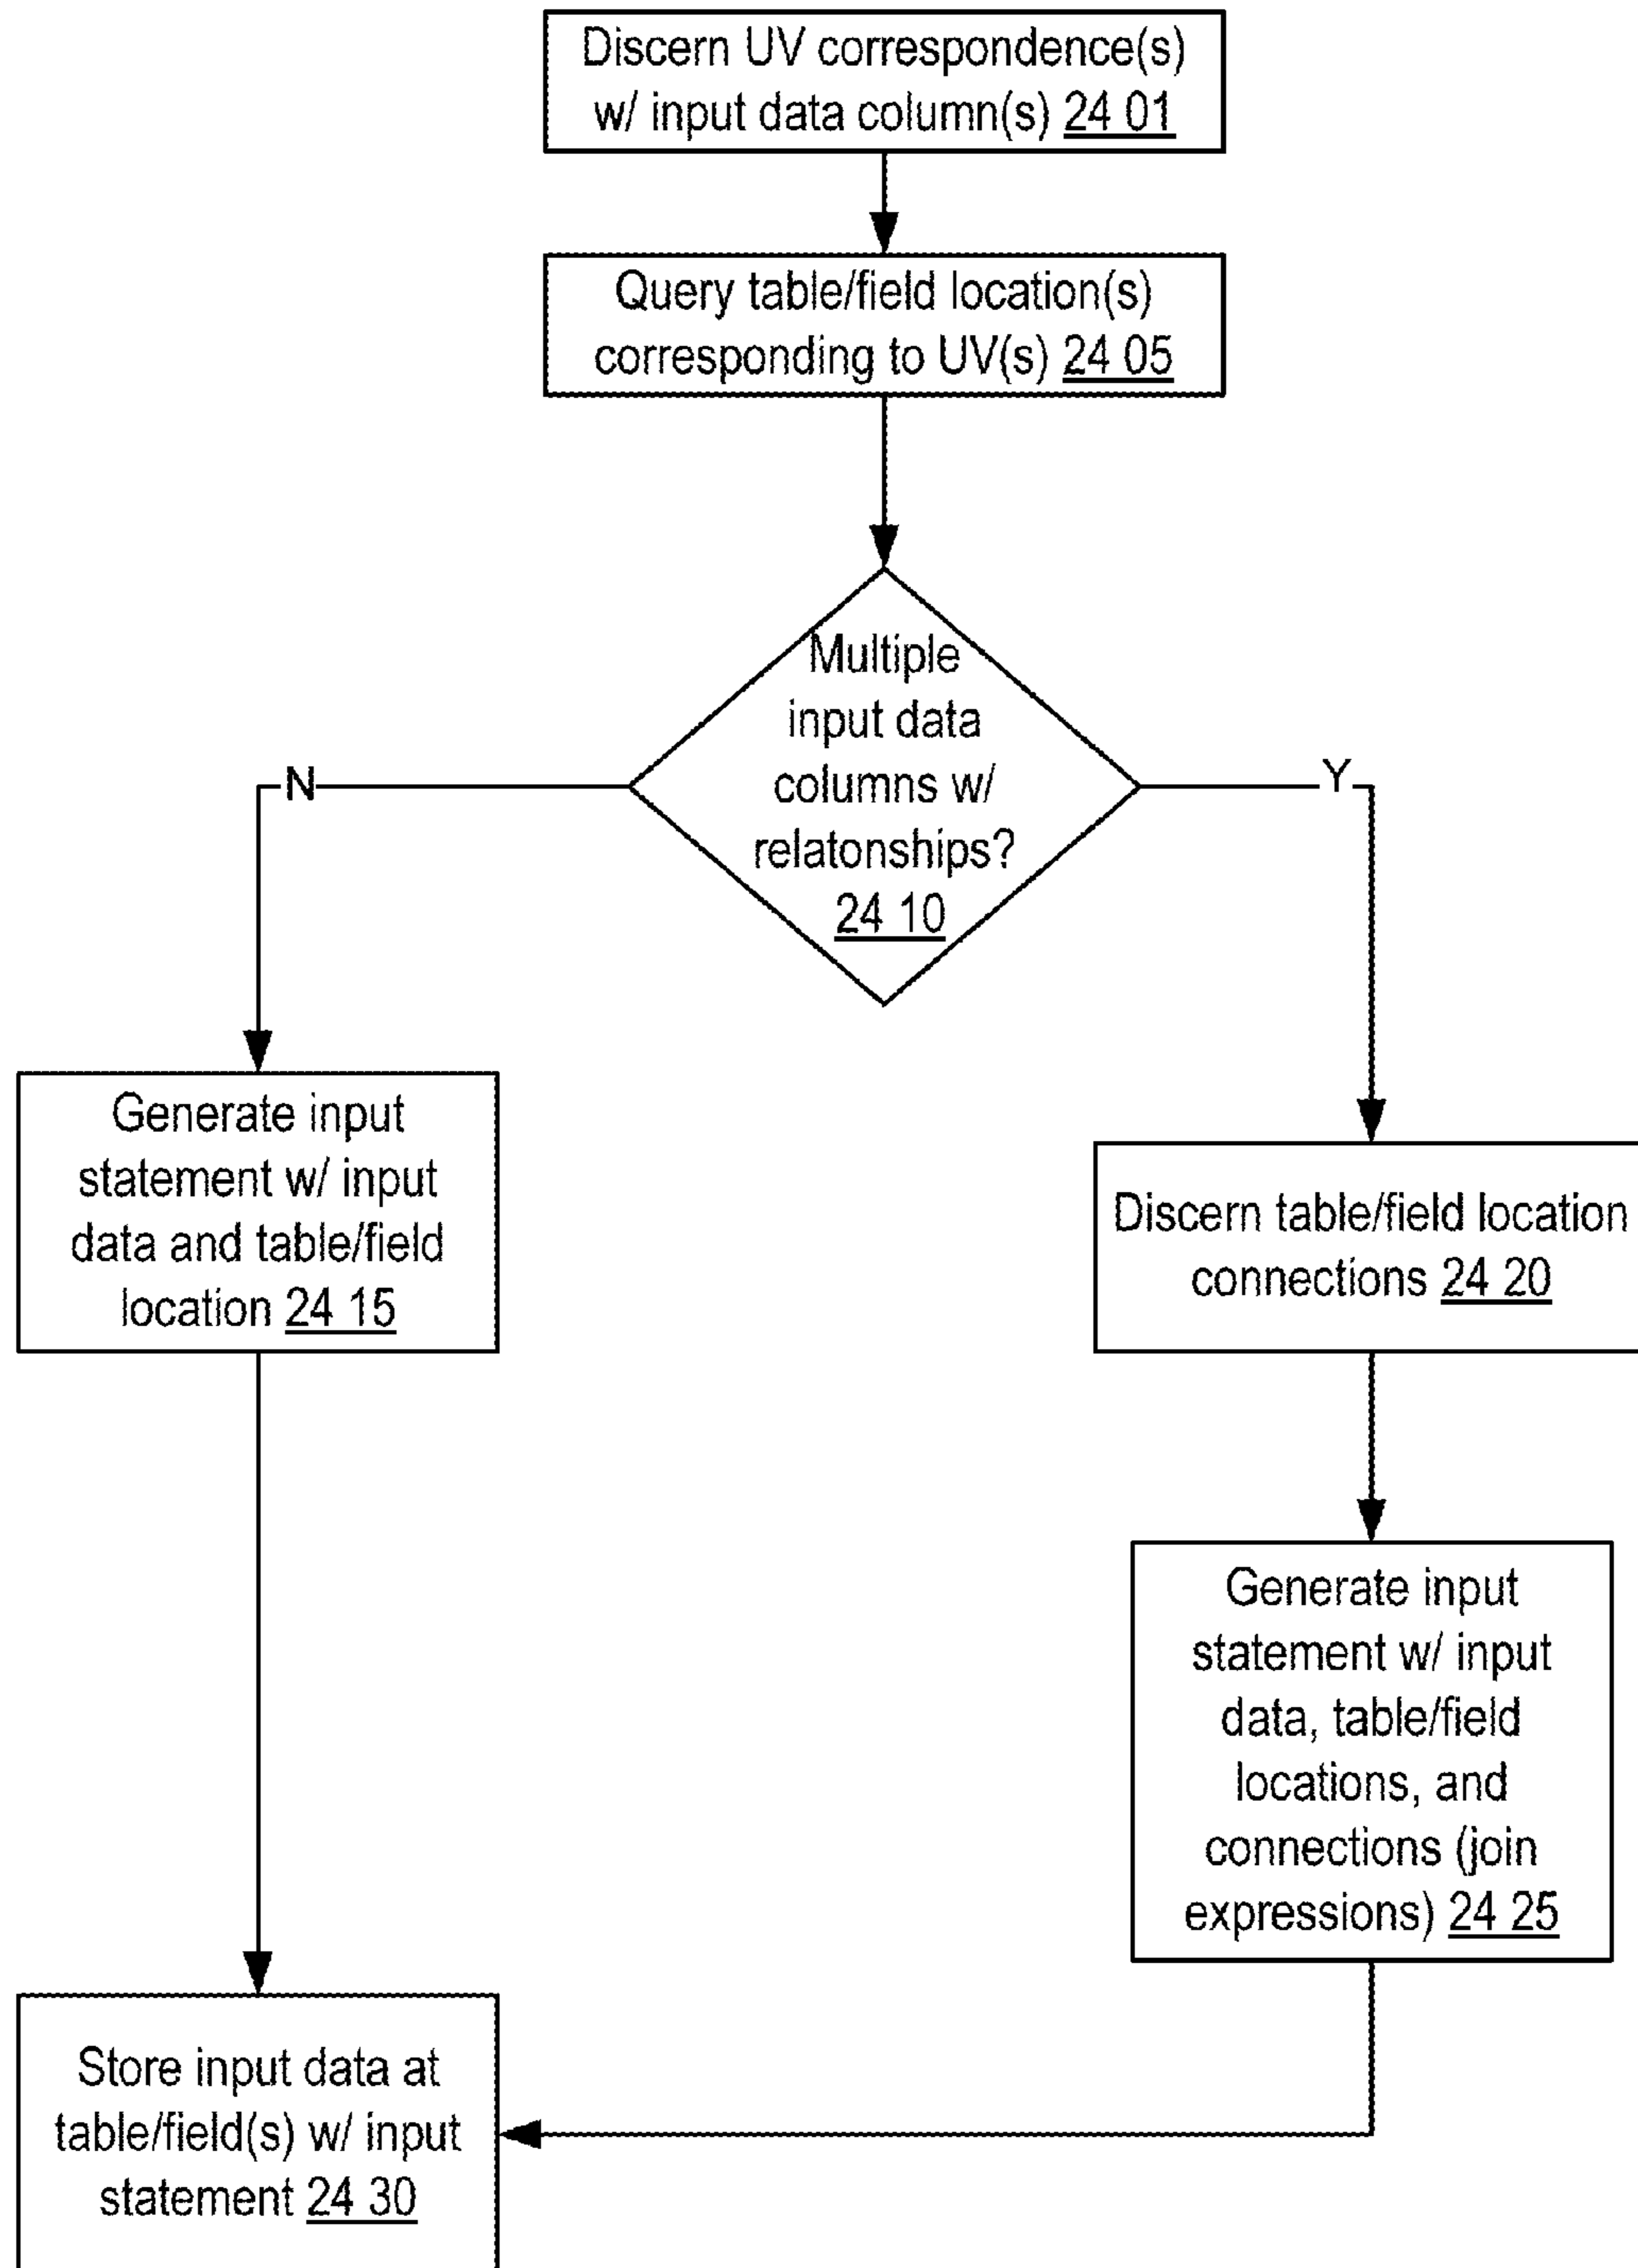 Discern UV correspondence(s)
w/ input data column(s) 24 01
Query table/field location(s)
corresponding to UV(s) 24 05
Multiple
input data
columns w/
relatonships?
24 10
N
Y
Generate input
statement w/ input
data and table/field
location 24 15
Discern table/field location
connections 24 20
Generate input
statement w/ input
data, table/field
locations, and
connections (join
expressions) 24 25
Store input data at
table/field(s) w/ input
statement 24 30